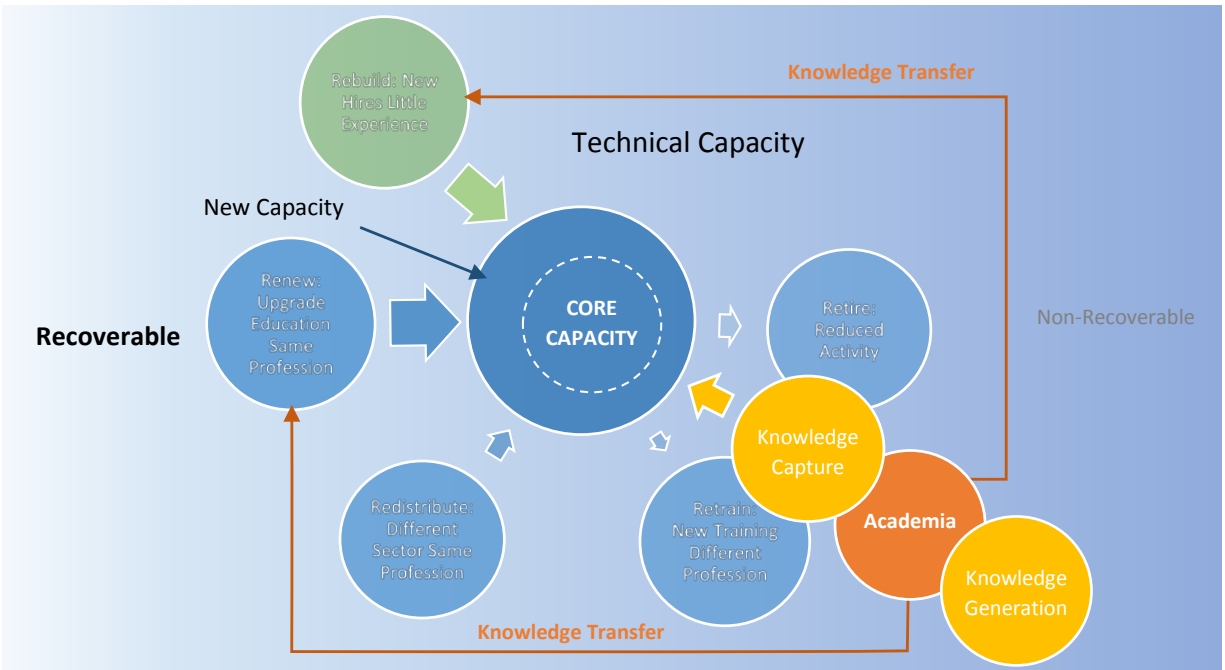 Knowledge Transfer
Rebuild: New
Hires Little
Experience
Technical Capacity
New Capacity
Renew:
Upgrade
Education
Same
Profession
Recoverable
CORE
CAPACITY
Retire:
Reduced
Activity
Non-Recoverable
Knowledge
Capture
Redistribute:
Different
Sector Same
Profession
Retrain:
New Training
Different
Profession
Academia
Knowledge
Generation
Knowledge Transfer